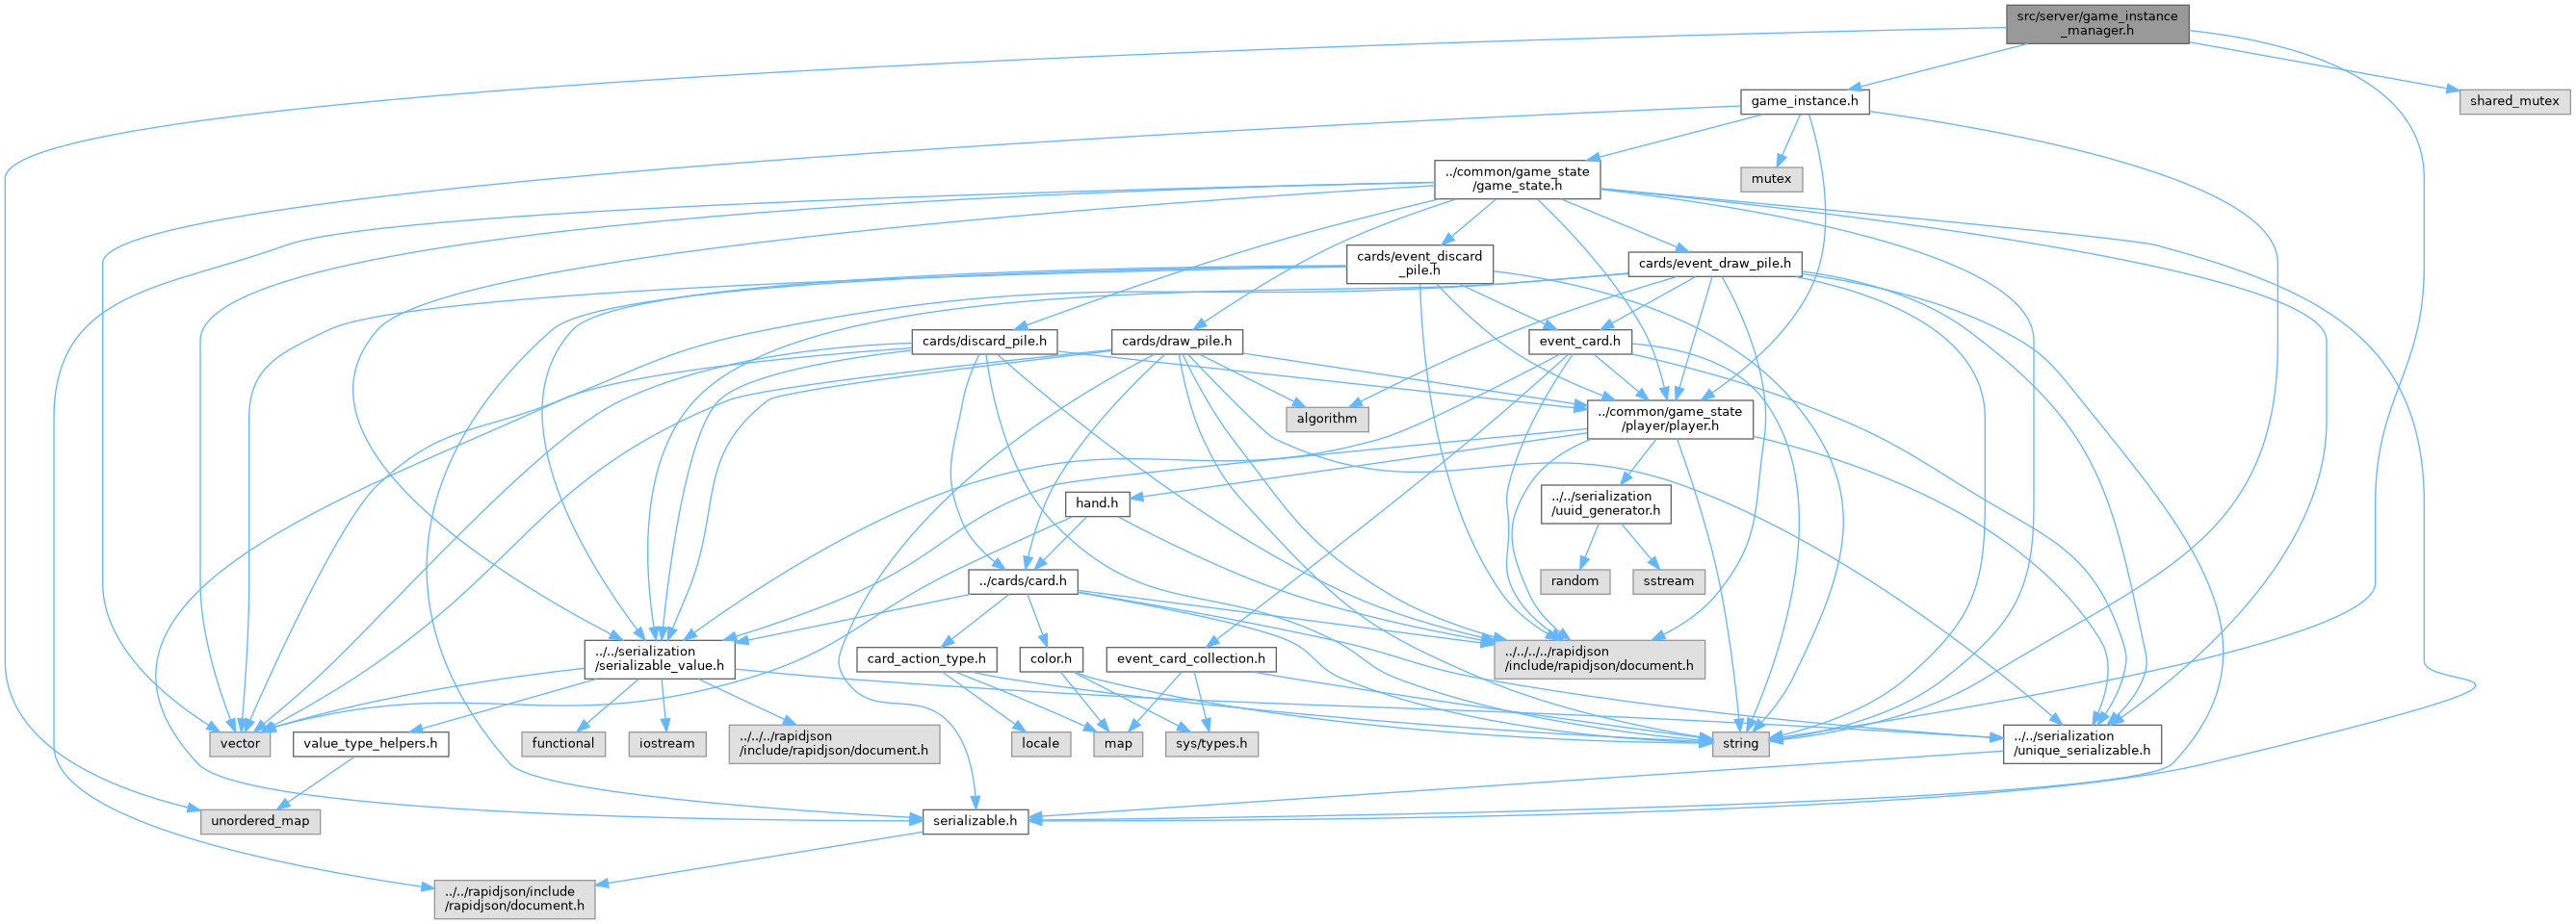 src/server/game_instance
_manager.h
game_instance.h
shared_mutex
../common/game_state
/game_state.h
mutex
cards/event_discard
_pile.h
cards/event_draw_pile.h
cards/discard_pile.h
cards/draw_pile.h
event_card.h
algorithm
../common/game_state
/player/player.h
hand.h
../../serialization
/uuid_generator.h
../cards/card.h
random
sstream
../../serialization
/serializable_value.h
card_action_type.h
color.h
event_card_collection.h
../../../../rapidjson
/include/rapidjson/document.h
vector
value_type_helpers.h
functional
iostream
../../../rapidjson
/include/rapidjson/document.h
locale
map
sys/types.h
string
../../serialization
/unique_serializable.h
unordered_map
serializable.h
../../rapidjson/include
/rapidjson/document.h